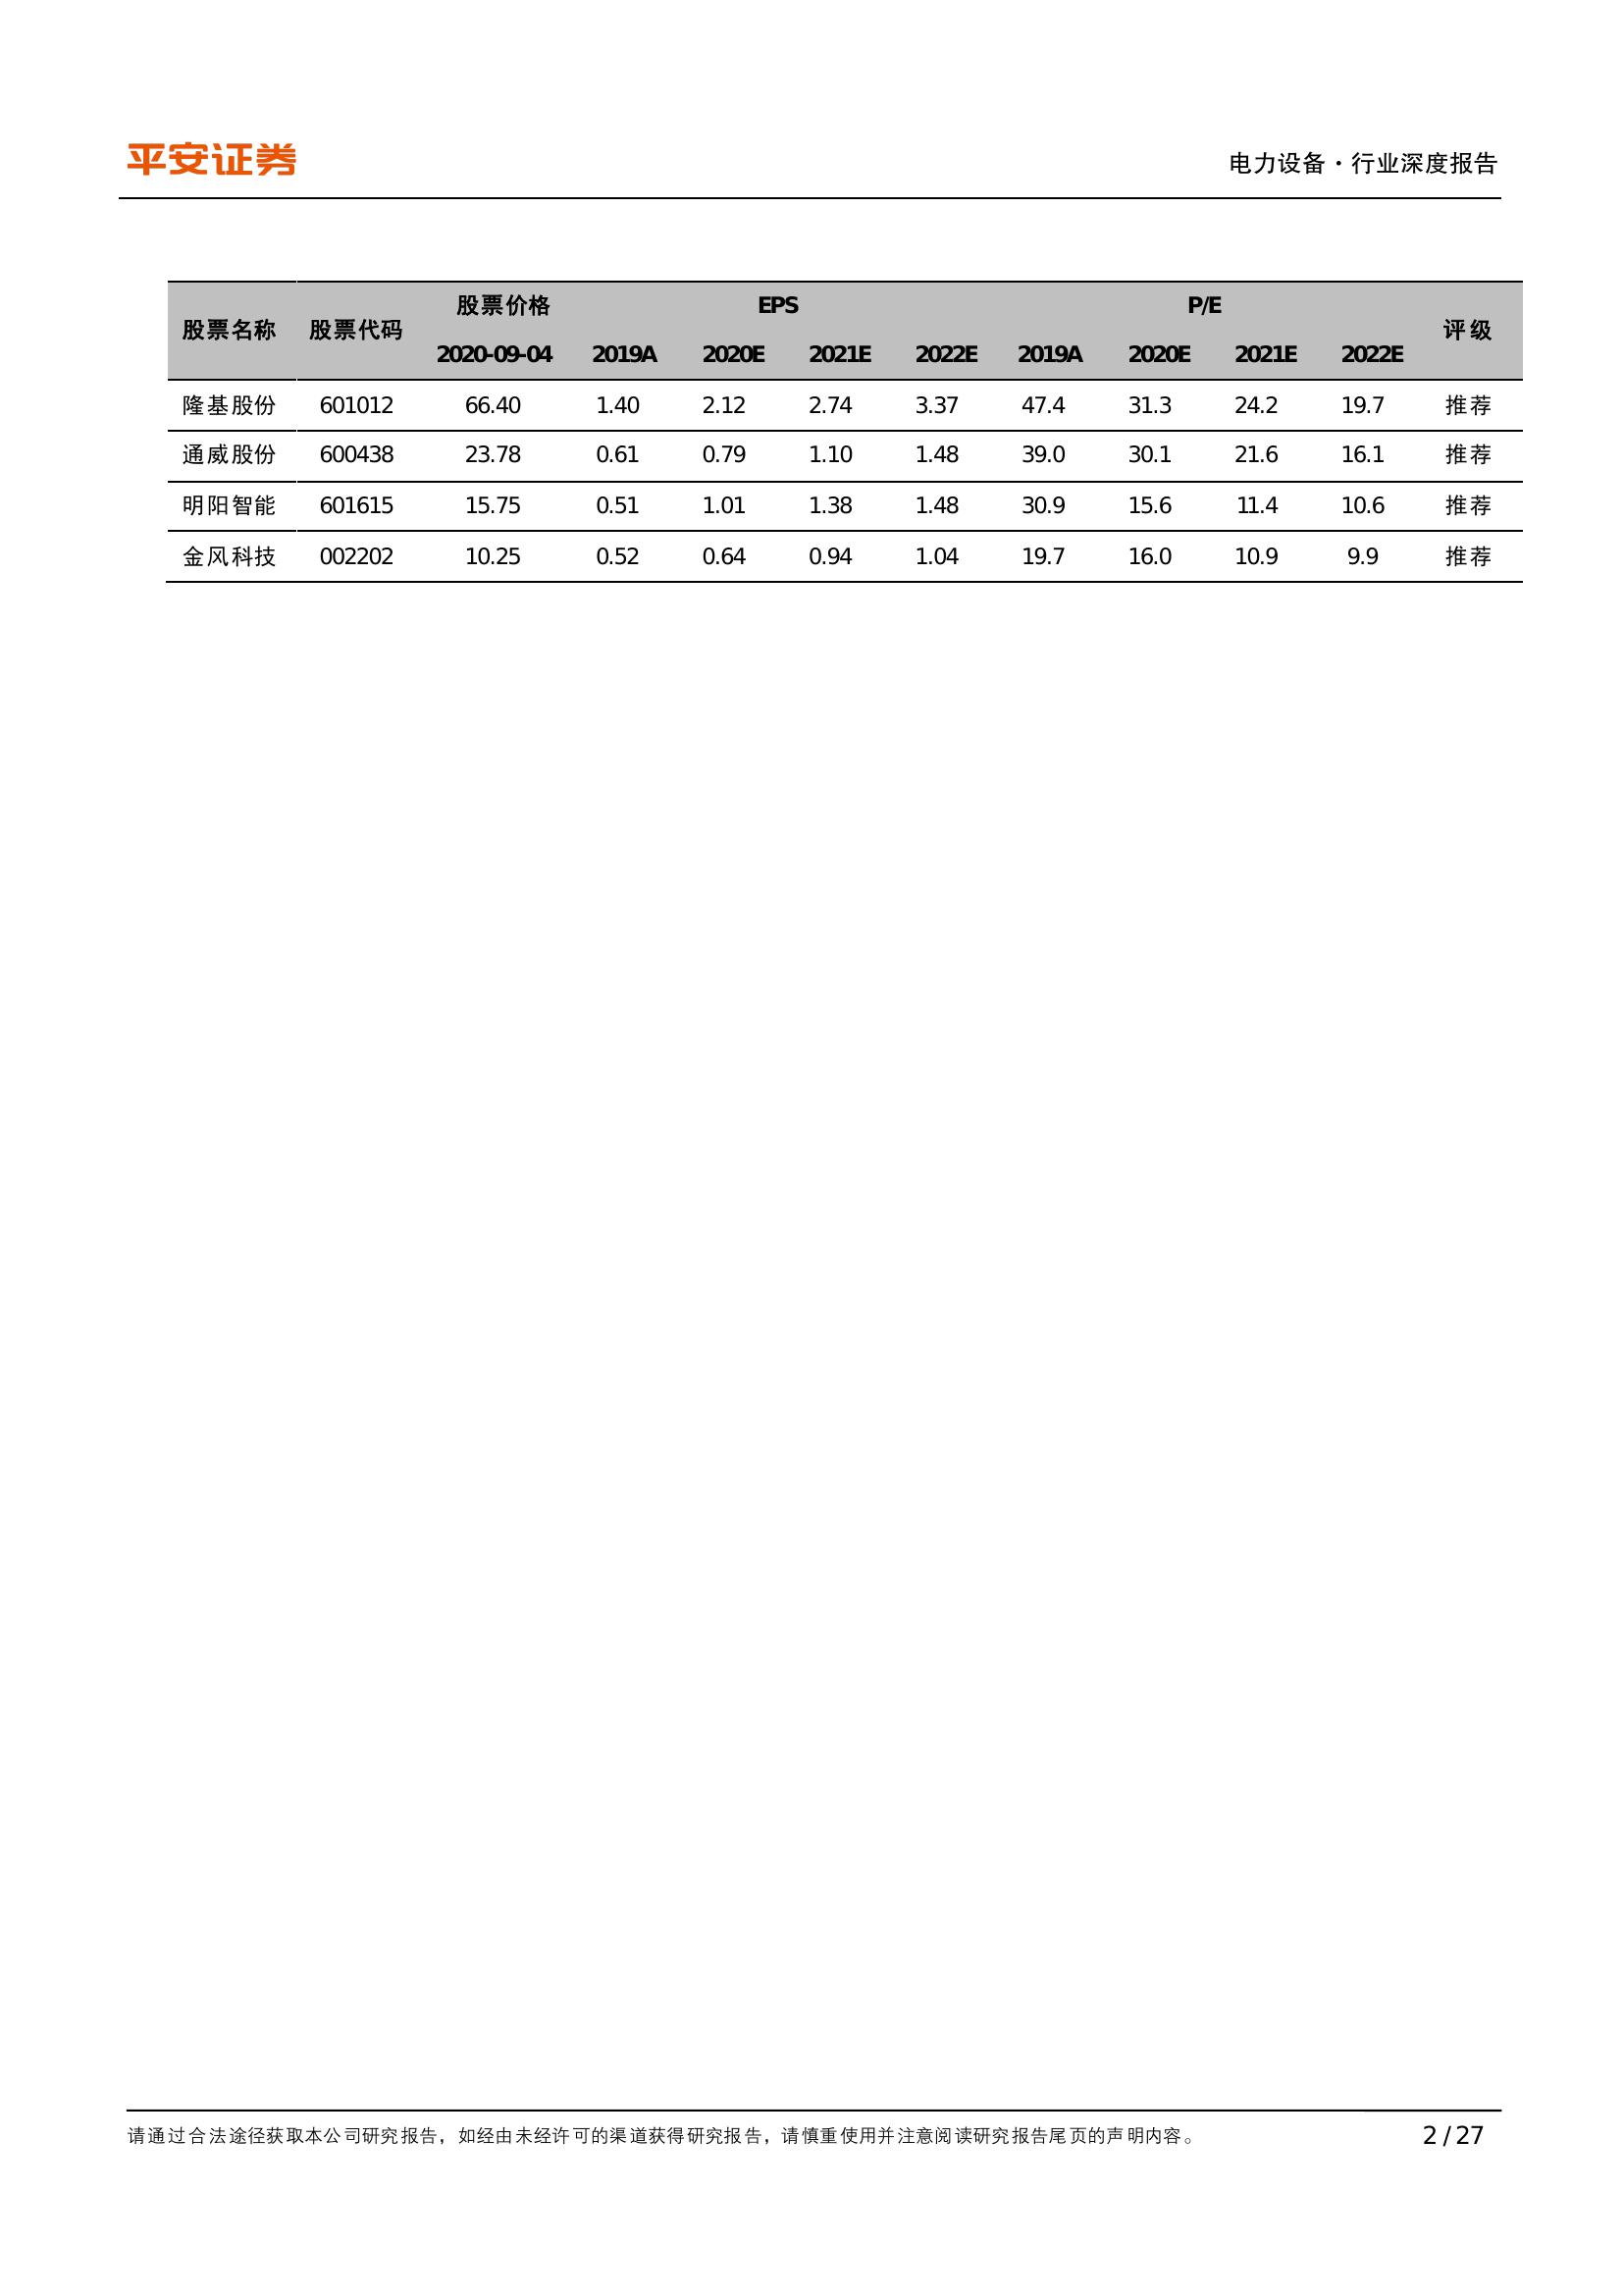 平安证券
电力设备·行业深度报告
股票名称 股票代码 股票价格 EPS P/E 评级
2020-09-04 2019A 2020E 2021E 2022E 2019A 2020E 2021E 2022E
隆基股份 601012 66.40 1.40 2.12 2.74 3.37 47.4 31.3 24.2 19.7 推荐
通威股份 600438 23.78 0.61 0.79 1.10 1.48 39.0 30.1 21.6 16.1 推荐
明阳智能 601615 15.75 0.51 1.01 1.38 1.48 30.9 15.6 11.4 10.6 推荐
金风科技 002202 10.25 0.52 0.64 0.94 1.04 19.7 16.0 10.9 9.9 推荐
请通过合法途径获取本公司研究报告，如经由未经许可的渠道获得研究报告，请慎重使用并注意阅读研究报告尾页的声明内容。 2 / 27